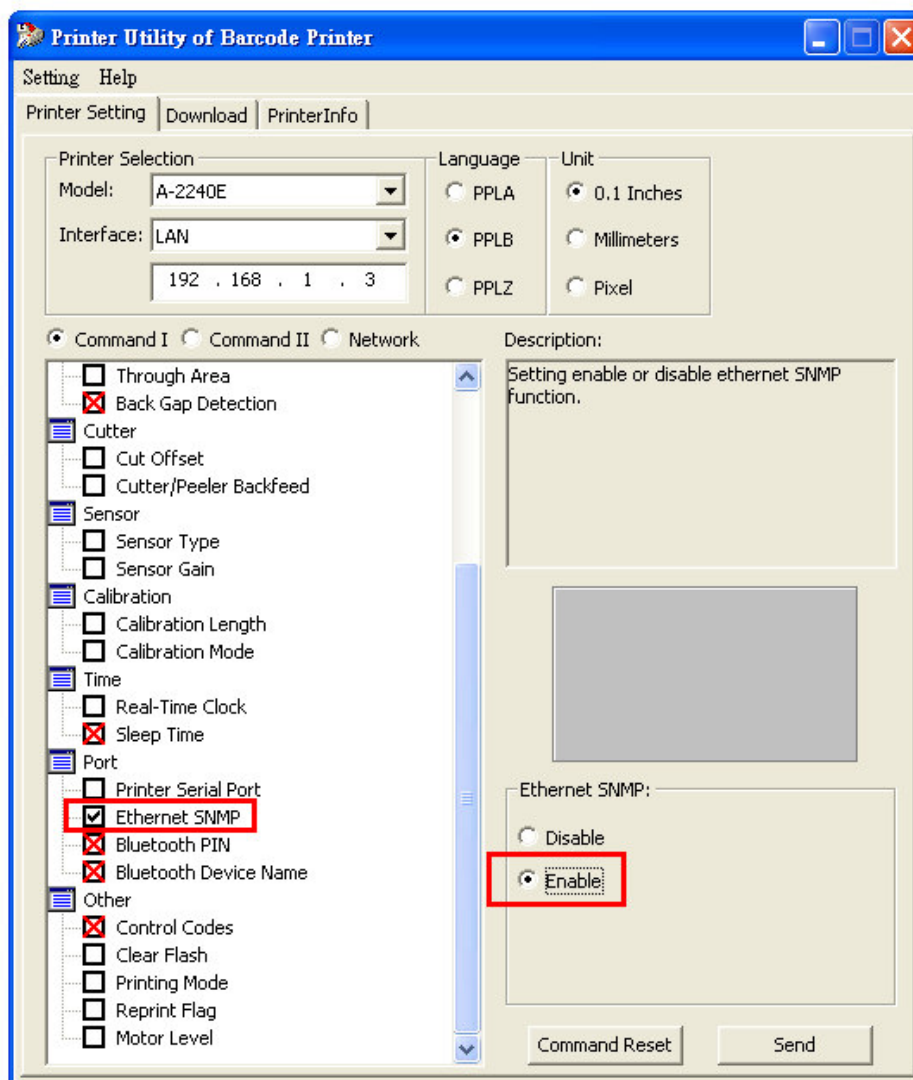 Printer Utility of Barcode Printer
Setting Help
Printer Setting Download PrinterInfo
Printer Selection Language Unit
Model: A-2240E PPLA 0.1 Inches
Interface: LAN PPLB Millimeters
192 . 168 . 1 . 3 PPLZ Pixel
Command I Command II Network
Description:
Setting enable or disable ethernet SNMP
function.
Through Area
Back Gap Detection
Cutter
Cut Offset
Cutter/Peeler Backfeed
Sensor
Sensor Type
Sensor Gain
Calibration
Calibration Length
Calibration Mode
Time
Real-Time Clock
Sleep Time
Port
Printer Serial Port
Ethernet SNMP
Bluetooth PIN
Bluetooth Device Name
Other
Control Codes
Clear Flash
Printing Mode
Reprint Flag
Motor Level
Ethernet SNMP:
Disable
Enable
Command Reset Send